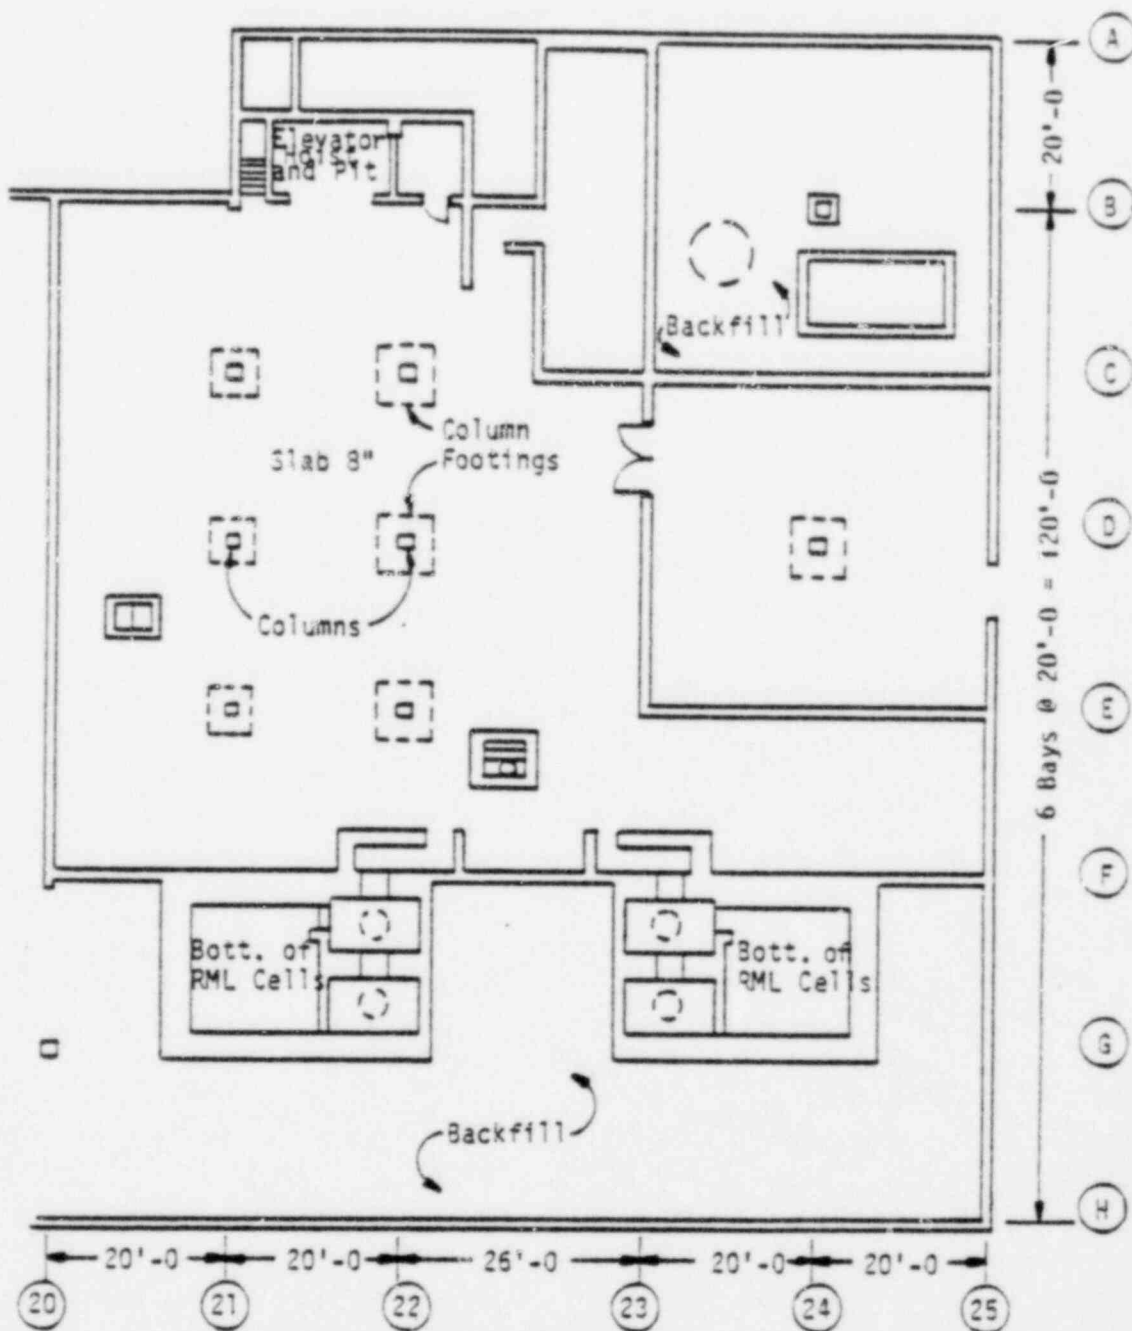 A
20'-0
Elevator
Hoist
and Pit
B
Backfill
C
Column
Footings
Slab 8"
D
6 Bays @ 20'-0 = 120'-0
Columns
E
F
Bott. of
RML Cells
Bott. of
RML Cells
G
Backfill
H
20'-0
20'-0
26'-0
20'-0
20'-0
20
21
22
23
24
25